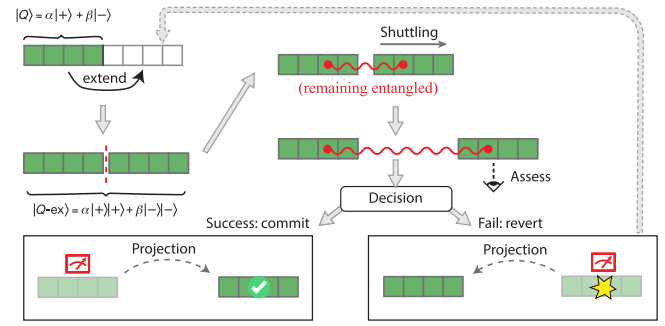 |Q⟩ = α|+⟩ + β|−⟩
extend
|Q-ex⟩ = α|+⟩|+⟩ + β|−⟩|−⟩
Shuttling
(remaining entangled)
Assess
Decision
Success: commit
Fail: revert
Projection
Projection